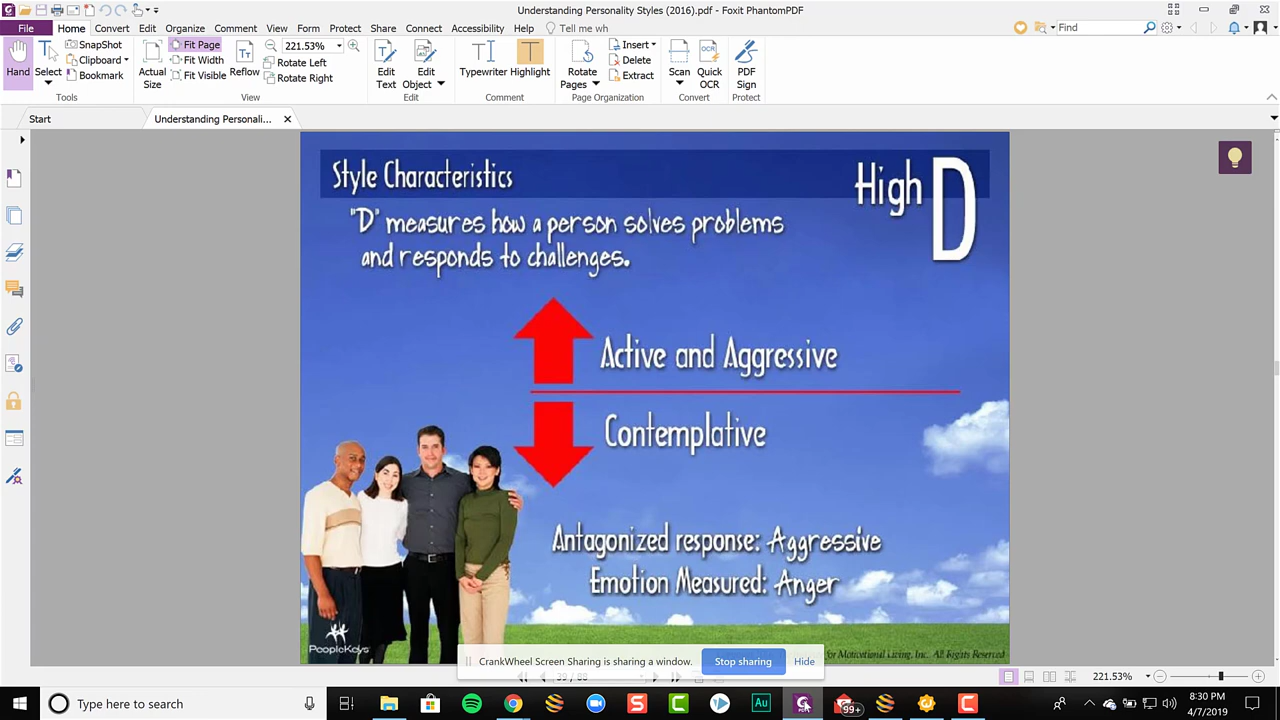 Understanding Personality Styles (2016).pdf - Foxit PhantomPDF
File Home Convert Edit Organize Comment View Form Protect Share Connect Accessibility Help Tell me wh Find
Hand
Select
SnapShot
Clipboard
Bookmark
Tools
Actual Size
Fit Page
Fit Width
Fit Visible
Reflow
221.53%
Rotate Left
Rotate Right
View
Edit Text
Edit Object
Edit
Typewriter
Highlight
Comment
Rotate Pages
Insert
Delete
Extract
Page Organization
Scan
Quick OCR
Convert
PDF Sign
Protect
Start
Understanding Personali...
Style Characteristics
High D
"D" measures how a person solves problems
and responds to challenges.
Active and Aggressive
Contemplative
Antagonized response: Aggressive
Emotion Measured: Anger
PeopleKeys
for Motivational Living, Inc. All Rights Reserved
CrankWheel Screen Sharing is sharing a window. Stop sharing Hide
39 / 88
221.53%
Type here to search
Au
99+
8:30 PM
4/7/2019